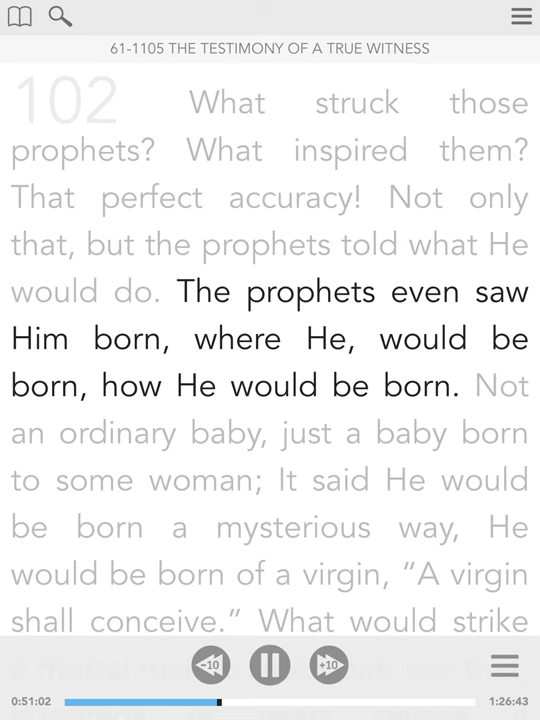 61-1105 THE TESTIMONY OF A TRUE WITNESS
102 What struck those
prophets? What inspired them?
That perfect accuracy! Not only
that, but the prophets told what He
would do. The prophets even saw
Him born, where He, would be
born, how He would be born. Not
an ordinary baby, just a baby born
to some woman; It said He would
be born a mysterious way, He
would be born of a virgin, “A virgin
shall conceive.” What would strike
a mortal man
-10 +10
0:51:02 1:26:43